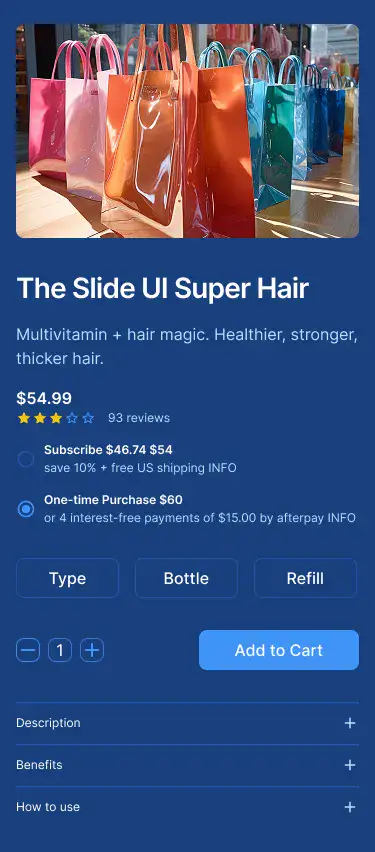 The Slide UI Super Hair
Multivitamin + hair magic. Healthier, stronger,
thicker hair.
$54.99
93 reviews
Subscribe $46.74 $54
save 10% + free US shipping INFO
One-time Purchase $60
or 4 interest-free payments of $15.00 by afterpay INFO
Type Bottle Refill
1 Add to Cart
Description
Benefits
How to use